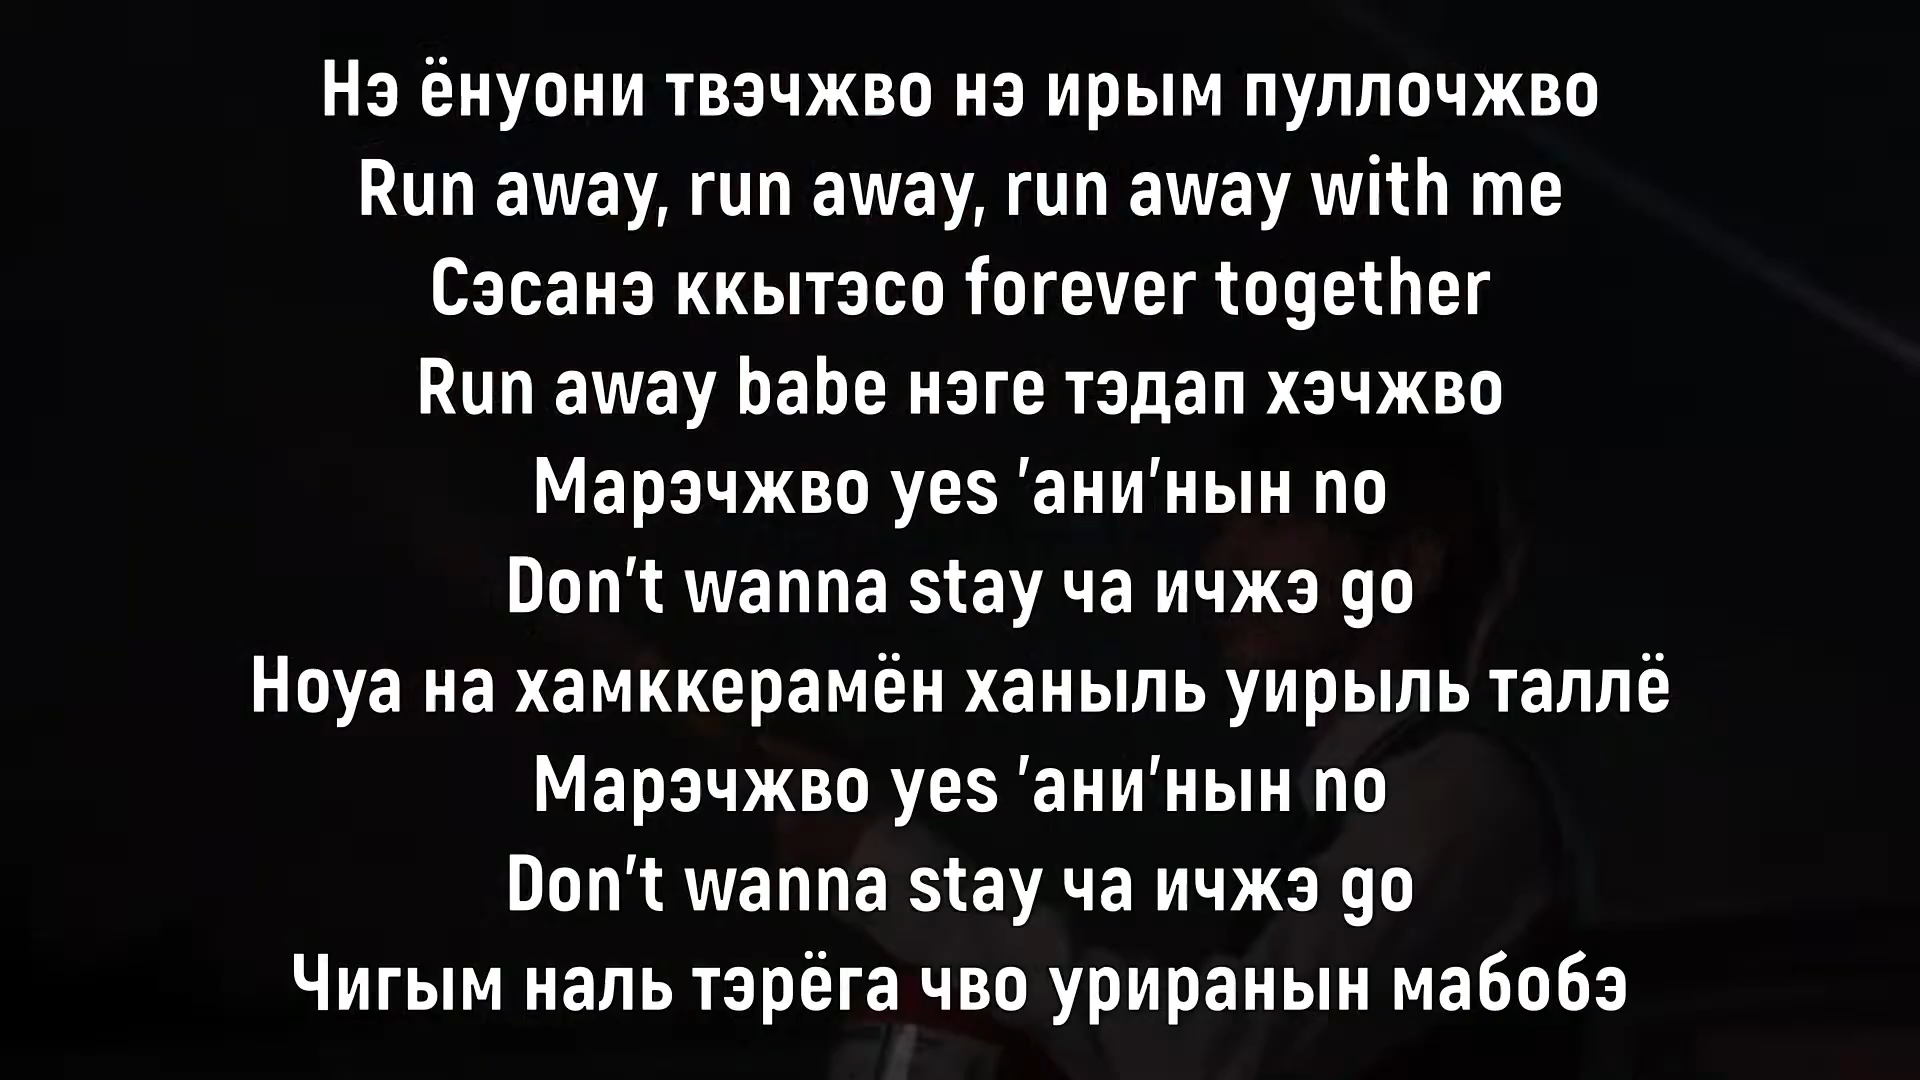 Нэ ёнуони твэчжво нэ ирым пуллочжво
Run away, run away, run away with me
Сэсанэ ккытэсо forever together
Run away babe нэге тэдап хэчжво
Марэчжво yes 'ани'нын no
Don't wanna stay ча ичжэ go
Ноуа на хамккерамён ханыль уирыль таллё
Марэчжво yes 'ани'нын no
Don't wanna stay ча ичжэ go
Чигым наль тэрёга чво уриранын мабобэ